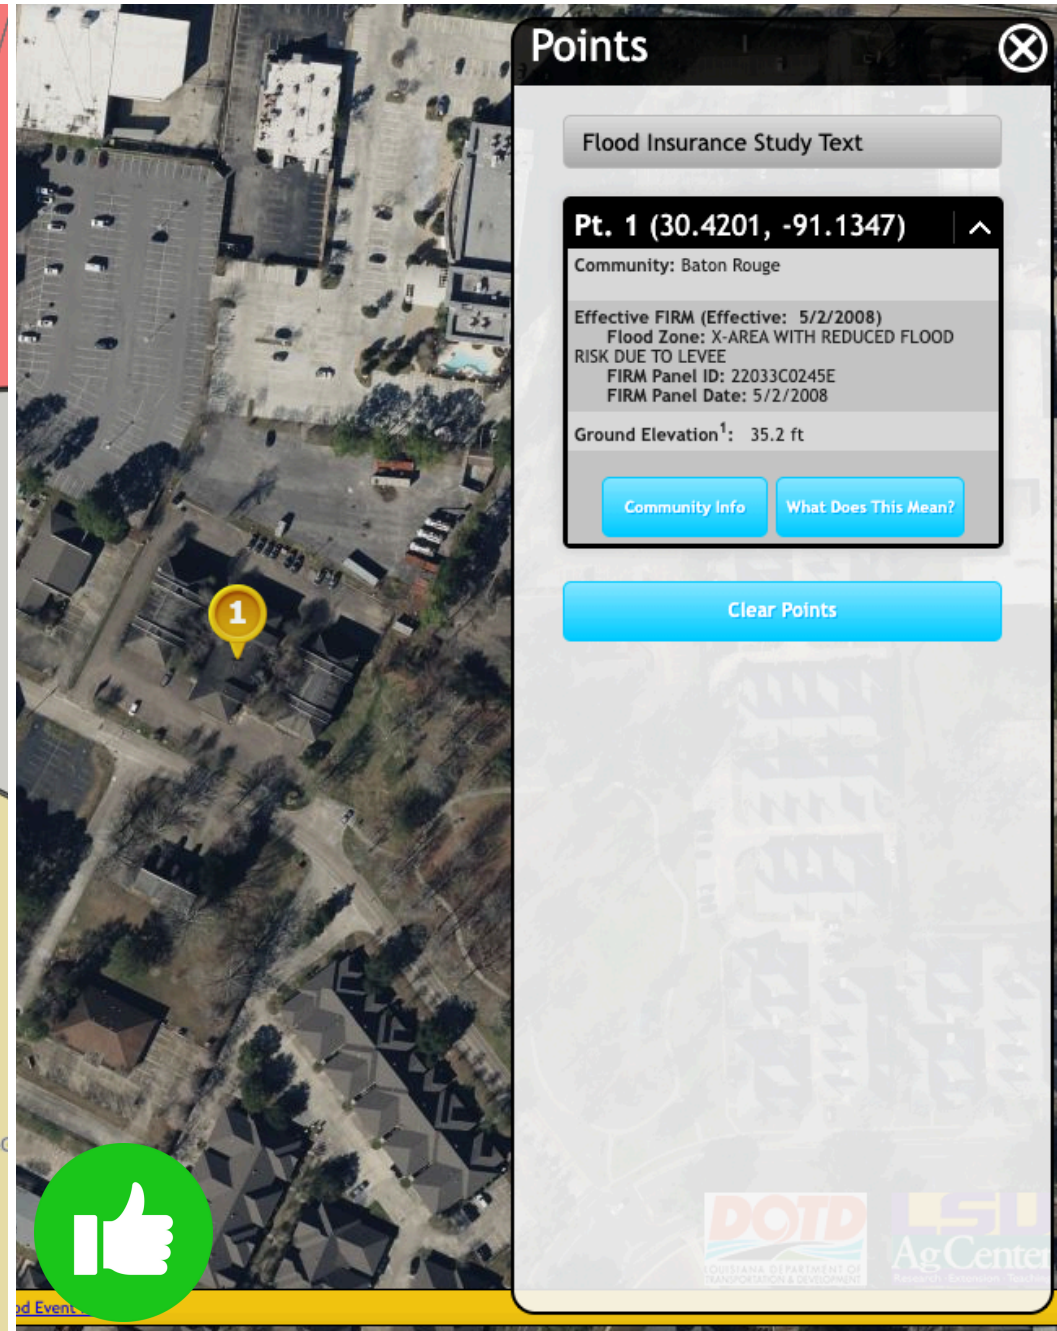 Points
Flood Insurance Study Text
Pt. 1 (30.4201, -91.1347)
Community: Baton Rouge
Effective FIRM (Effective: 5/2/2008)
Flood Zone: X-AREA WITH REDUCED FLOOD
RISK DUE TO LEVEE
FIRM Panel ID: 22033C0245E
FIRM Panel Date: 5/2/2008
Ground Elevation1: 35.2 ft
Community Info
What Does This Mean?
Clear Points
1
DOTD
LOUISIANA DEPARTMENT OF
TRANSPORTATION & DEVELOPMENT
LSU
AgCenter
Research · Extension · Teaching
od Event